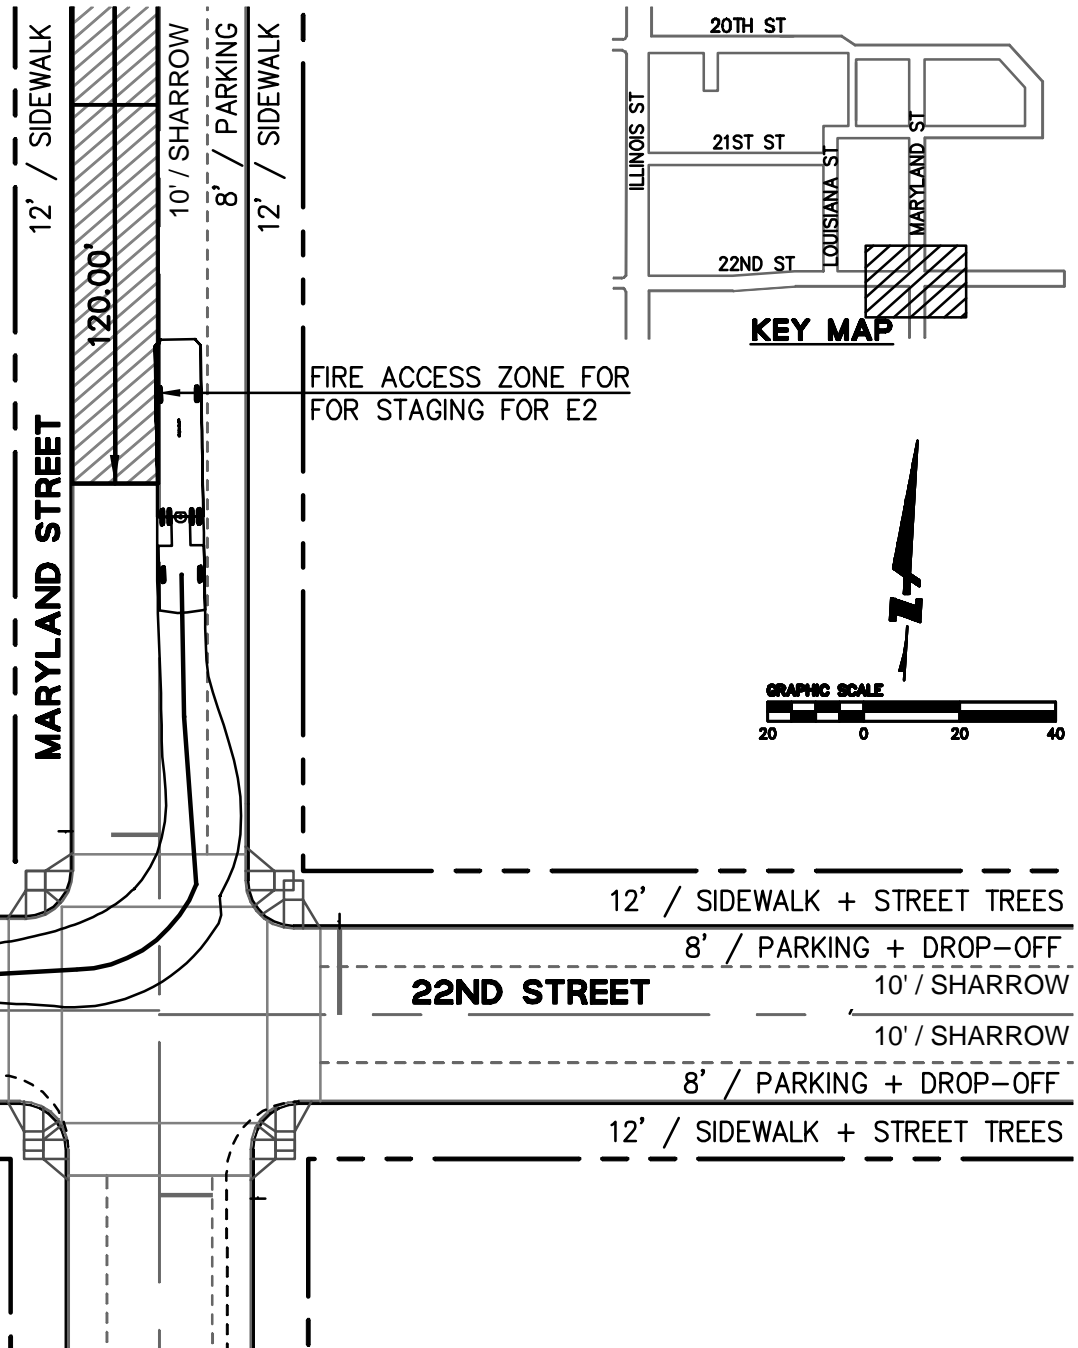 12' / SIDEWALK
10' / SHARROW
8' / PARKING
12' / SIDEWALK
120.00'
MARYLAND STREET
20TH ST
ILLINOIS ST
21ST ST
LOUISIANA ST
MARYLAND ST
22ND ST
KEY MAP
FIRE ACCESS ZONE FOR
FOR STAGING FOR E2
N
GRAPHIC SCALE
20 0 20 40
12' / SIDEWALK + STREET TREES
8' / PARKING + DROP-OFF
22ND STREET
10' / SHARROW
10' / SHARROW
8' / PARKING + DROP-OFF
12' / SIDEWALK + STREET TREES